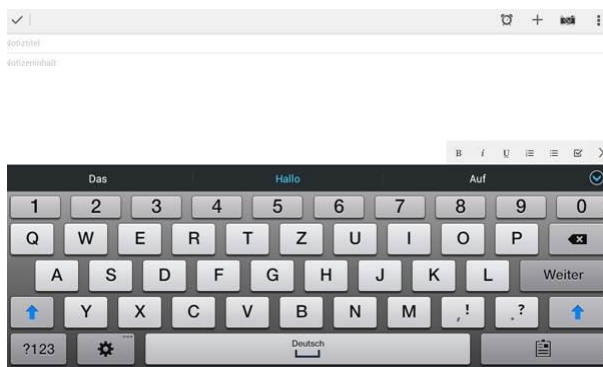 Notiztitel
Notizeninhalt
B i U
Das Hallo Auf
1 2 3 4 5 6 7 8 9 0
Q W E R T Z U I O P
A S D F G H J K L Weiter
Y X C V B N M , ! . ?
?123 Deutsch